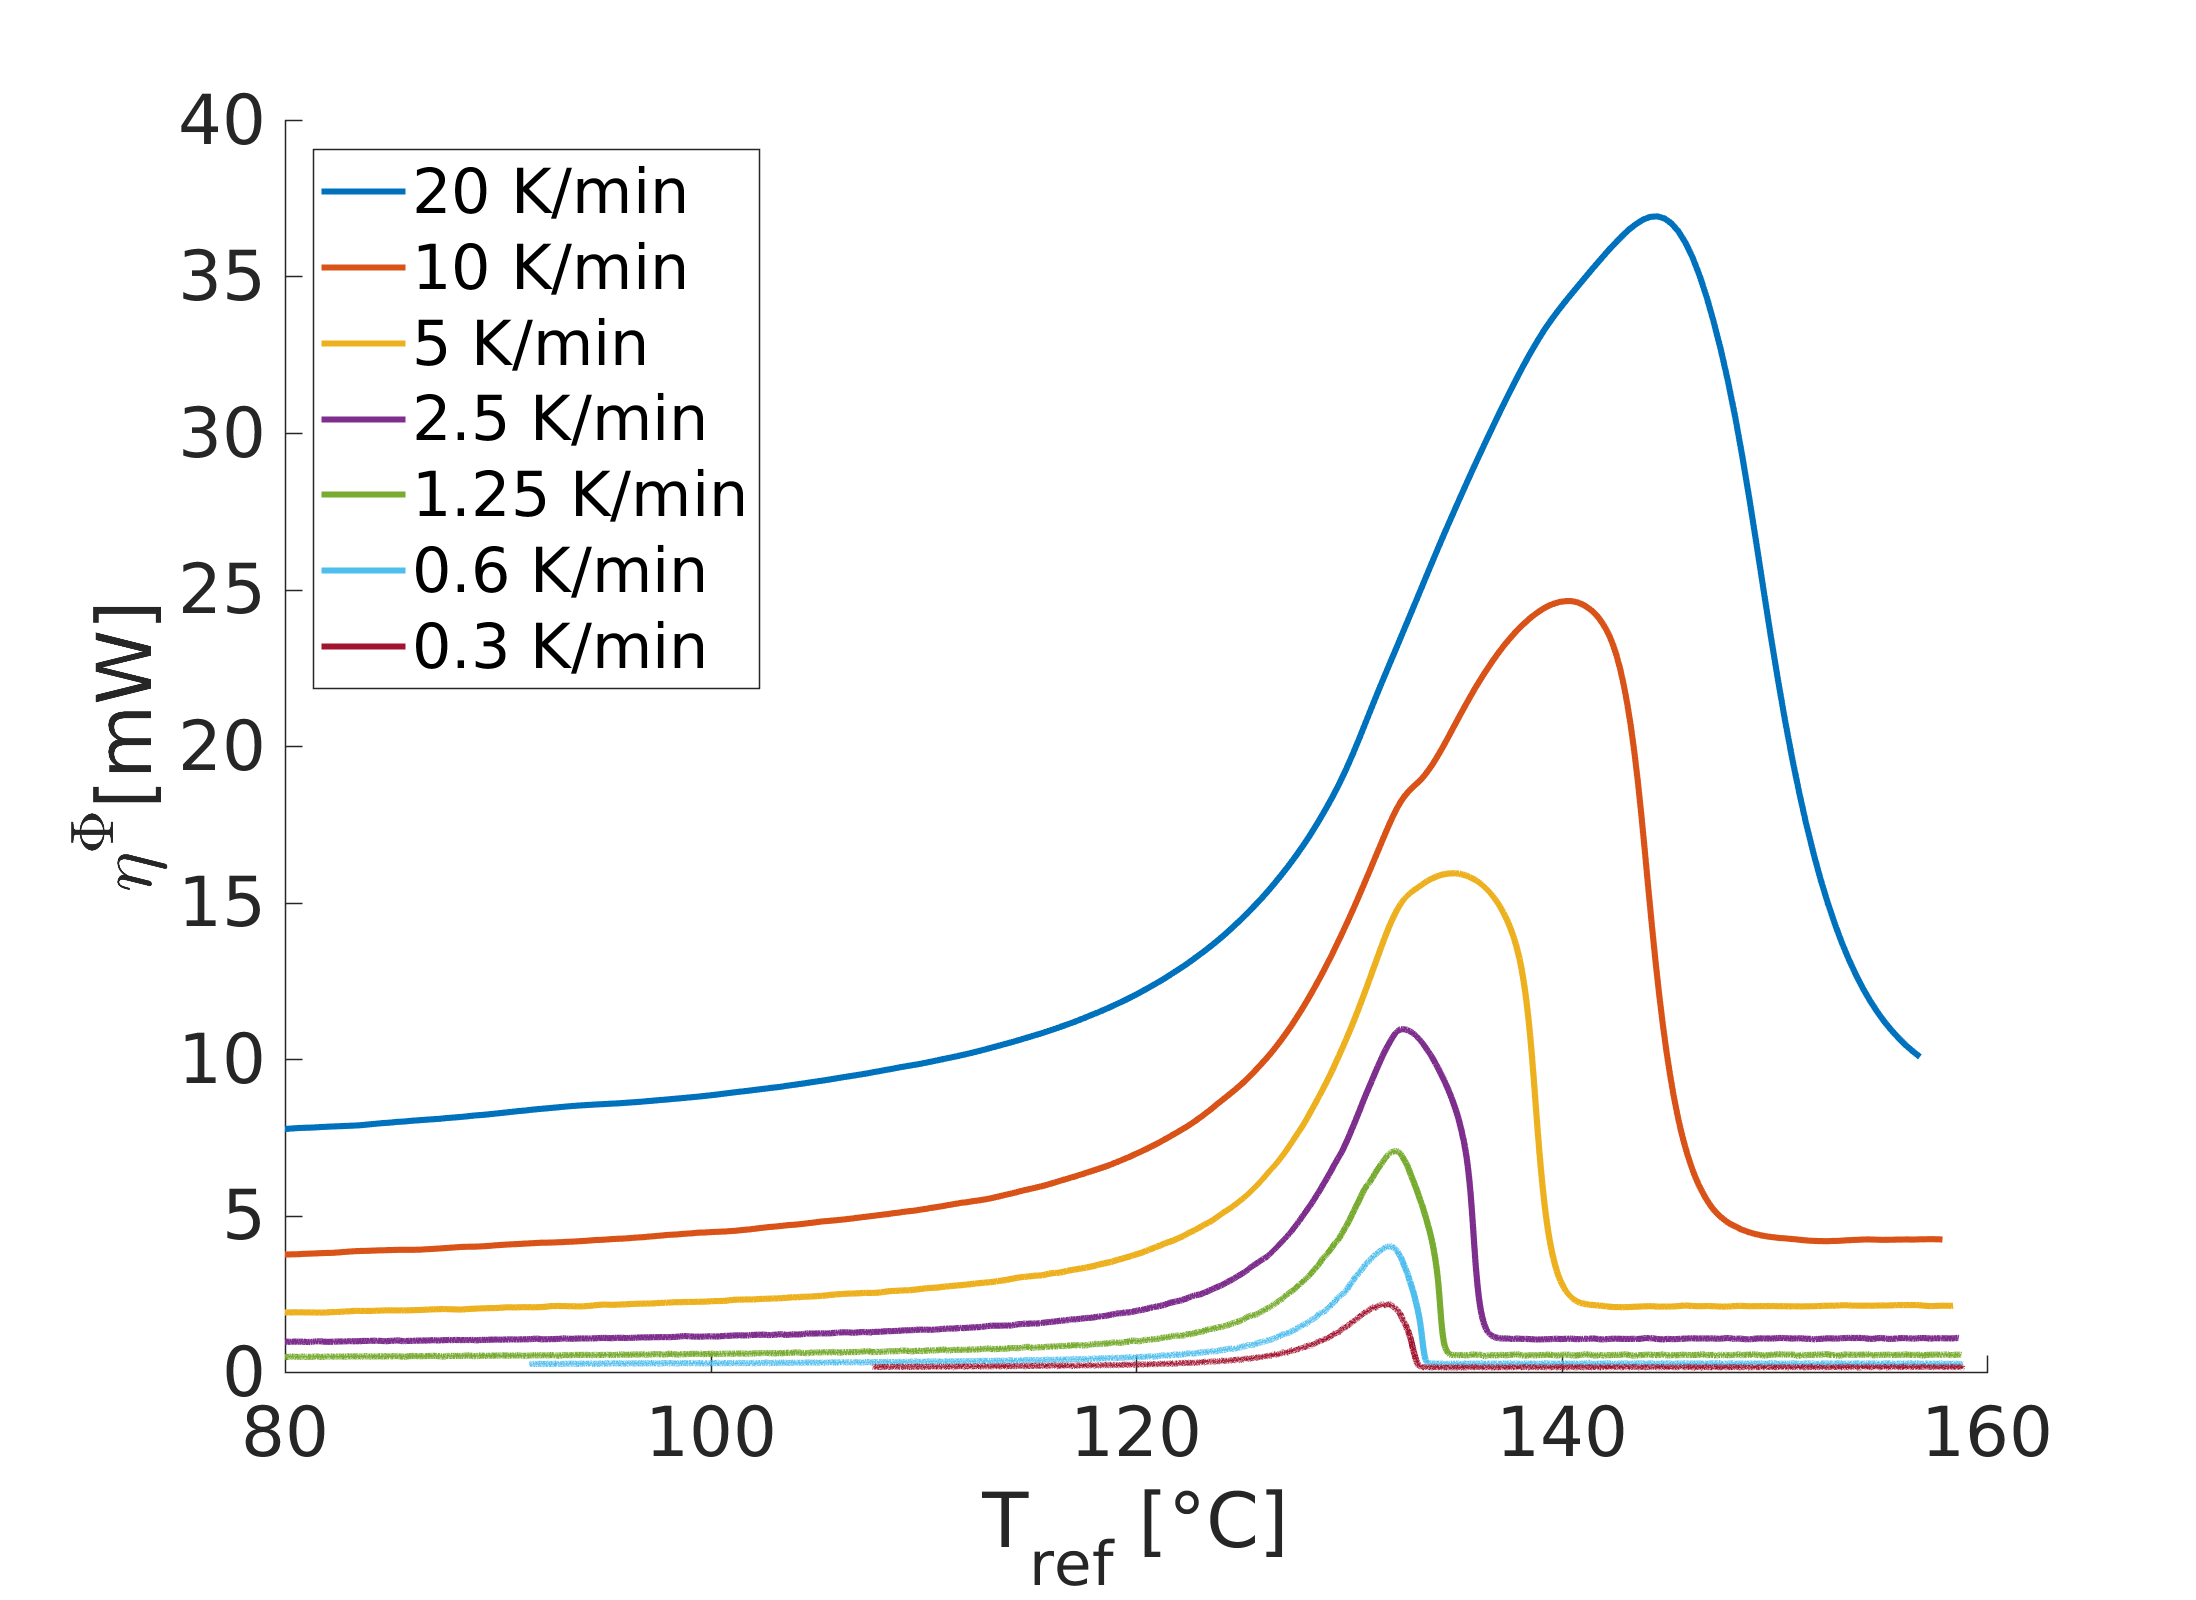 40
35
30
25
20
15
10
5
0
η^Φ[mW]
20 K/min
10 K/min
5 K/min
2.5 K/min
1.25 K/min
0.6 K/min
0.3 K/min
80 100 120 140 160
T_ref [°C]